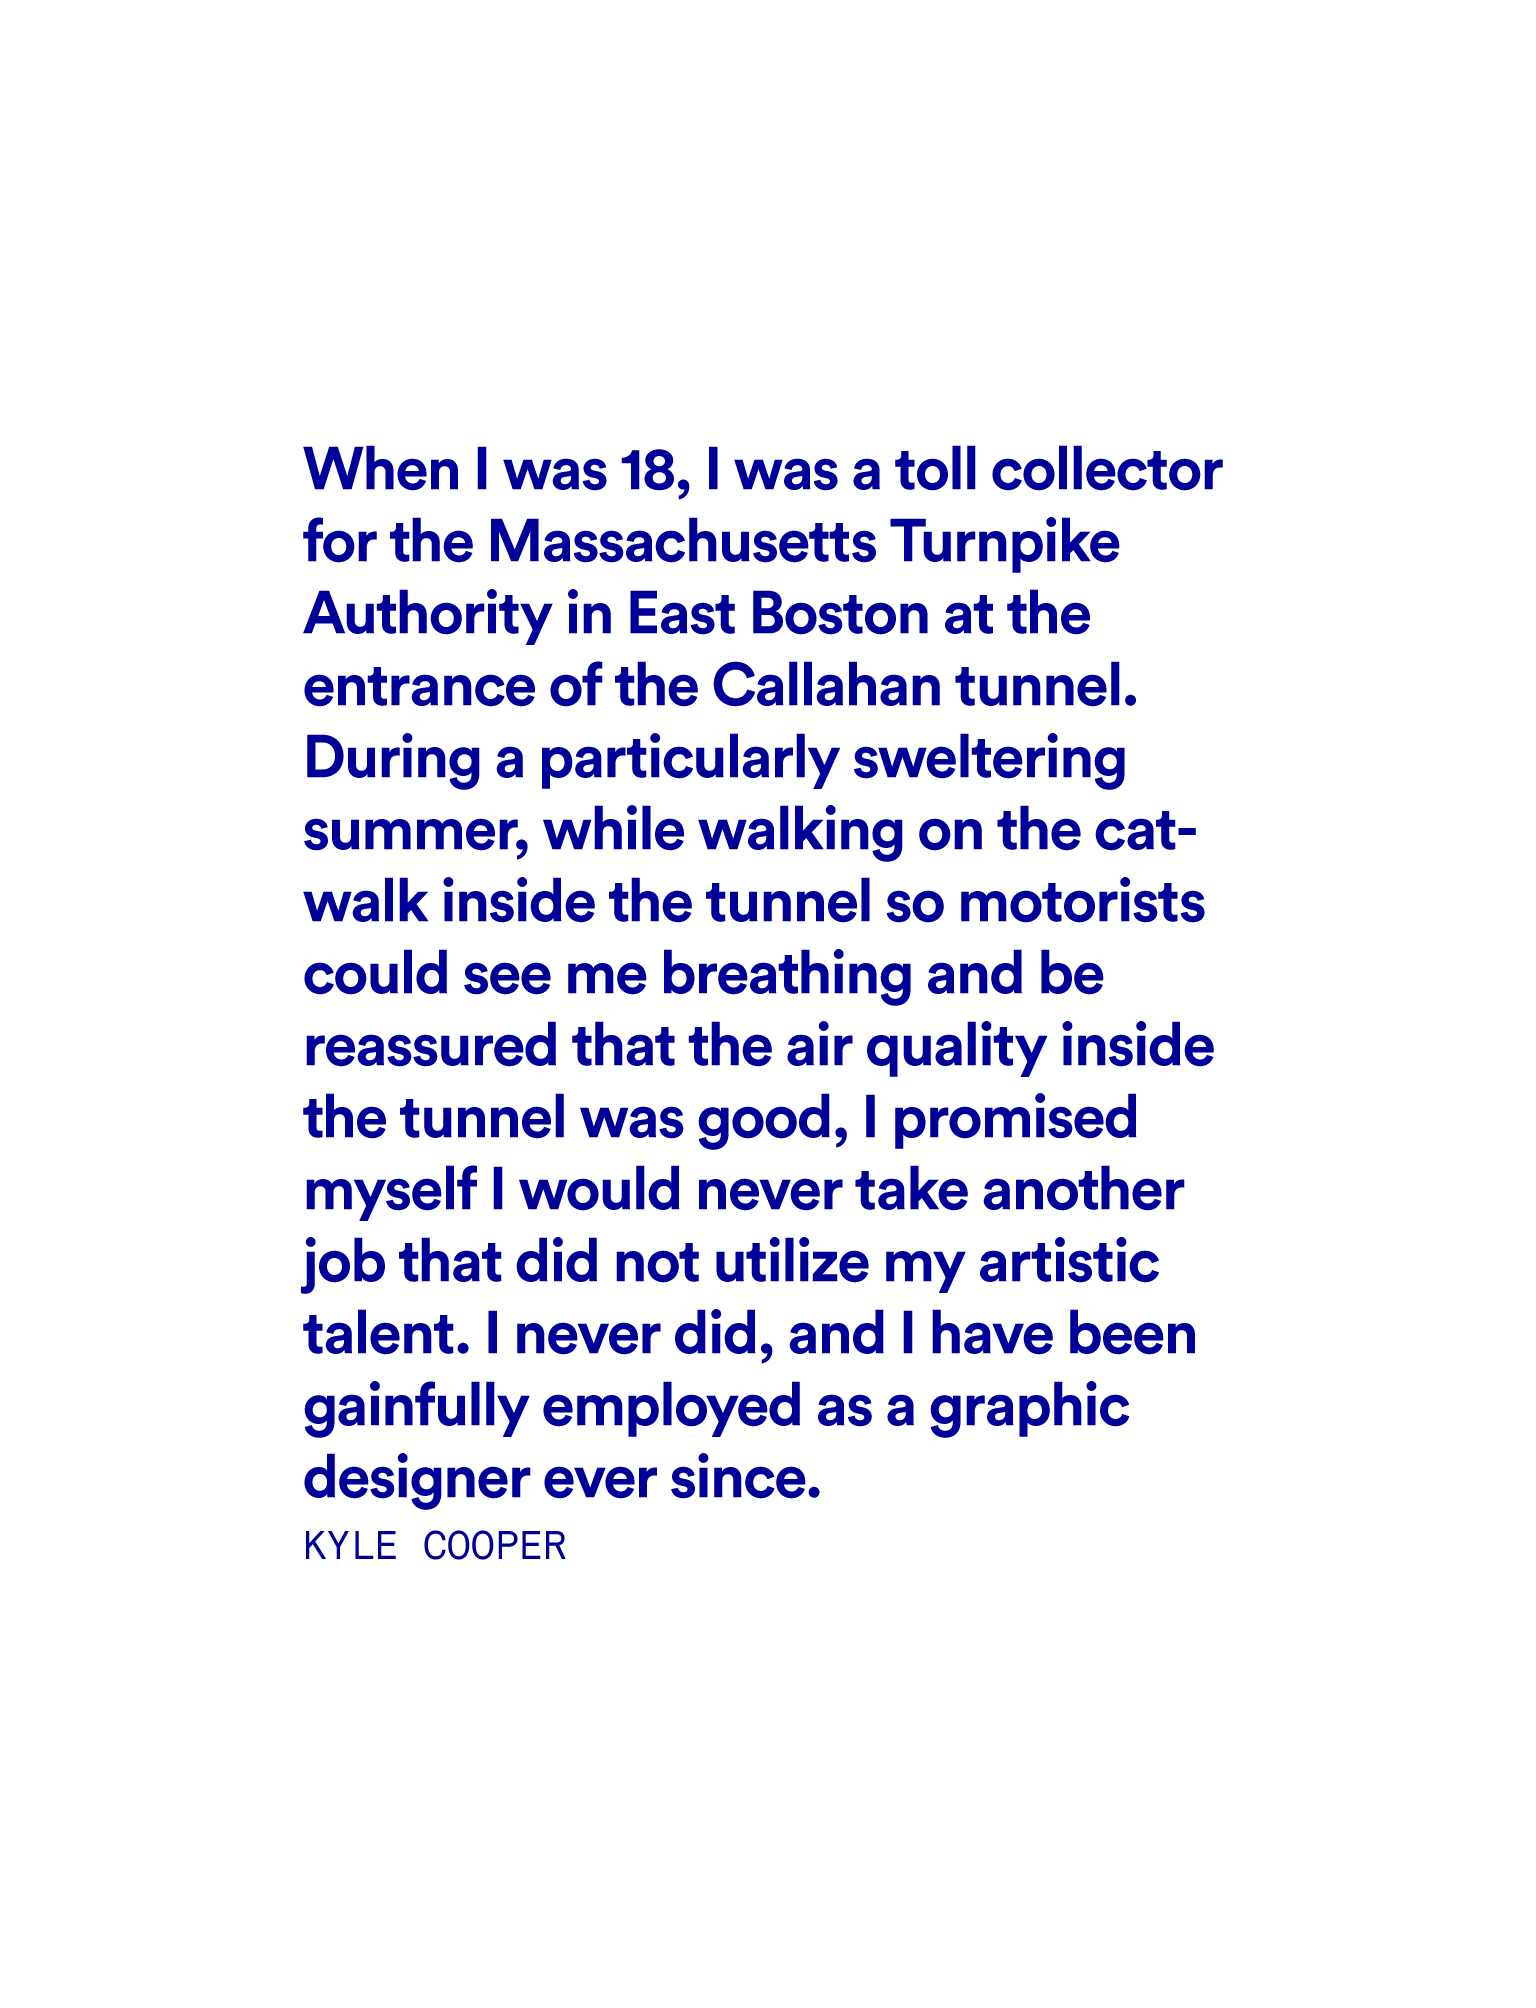 When I was 18, I was a toll collector
for the Massachusetts Turnpike
Authority in East Boston at the
entrance of the Callahan tunnel.
During a particularly sweltering
summer, while walking on the cat-
walk inside the tunnel so motorists
could see me breathing and be
reassured that the air quality inside
the tunnel was good, I promised
myself I would never take another
job that did not utilize my artistic
talent. I never did, and I have been
gainfully employed as a graphic
designer ever since.
KYLE COOPER